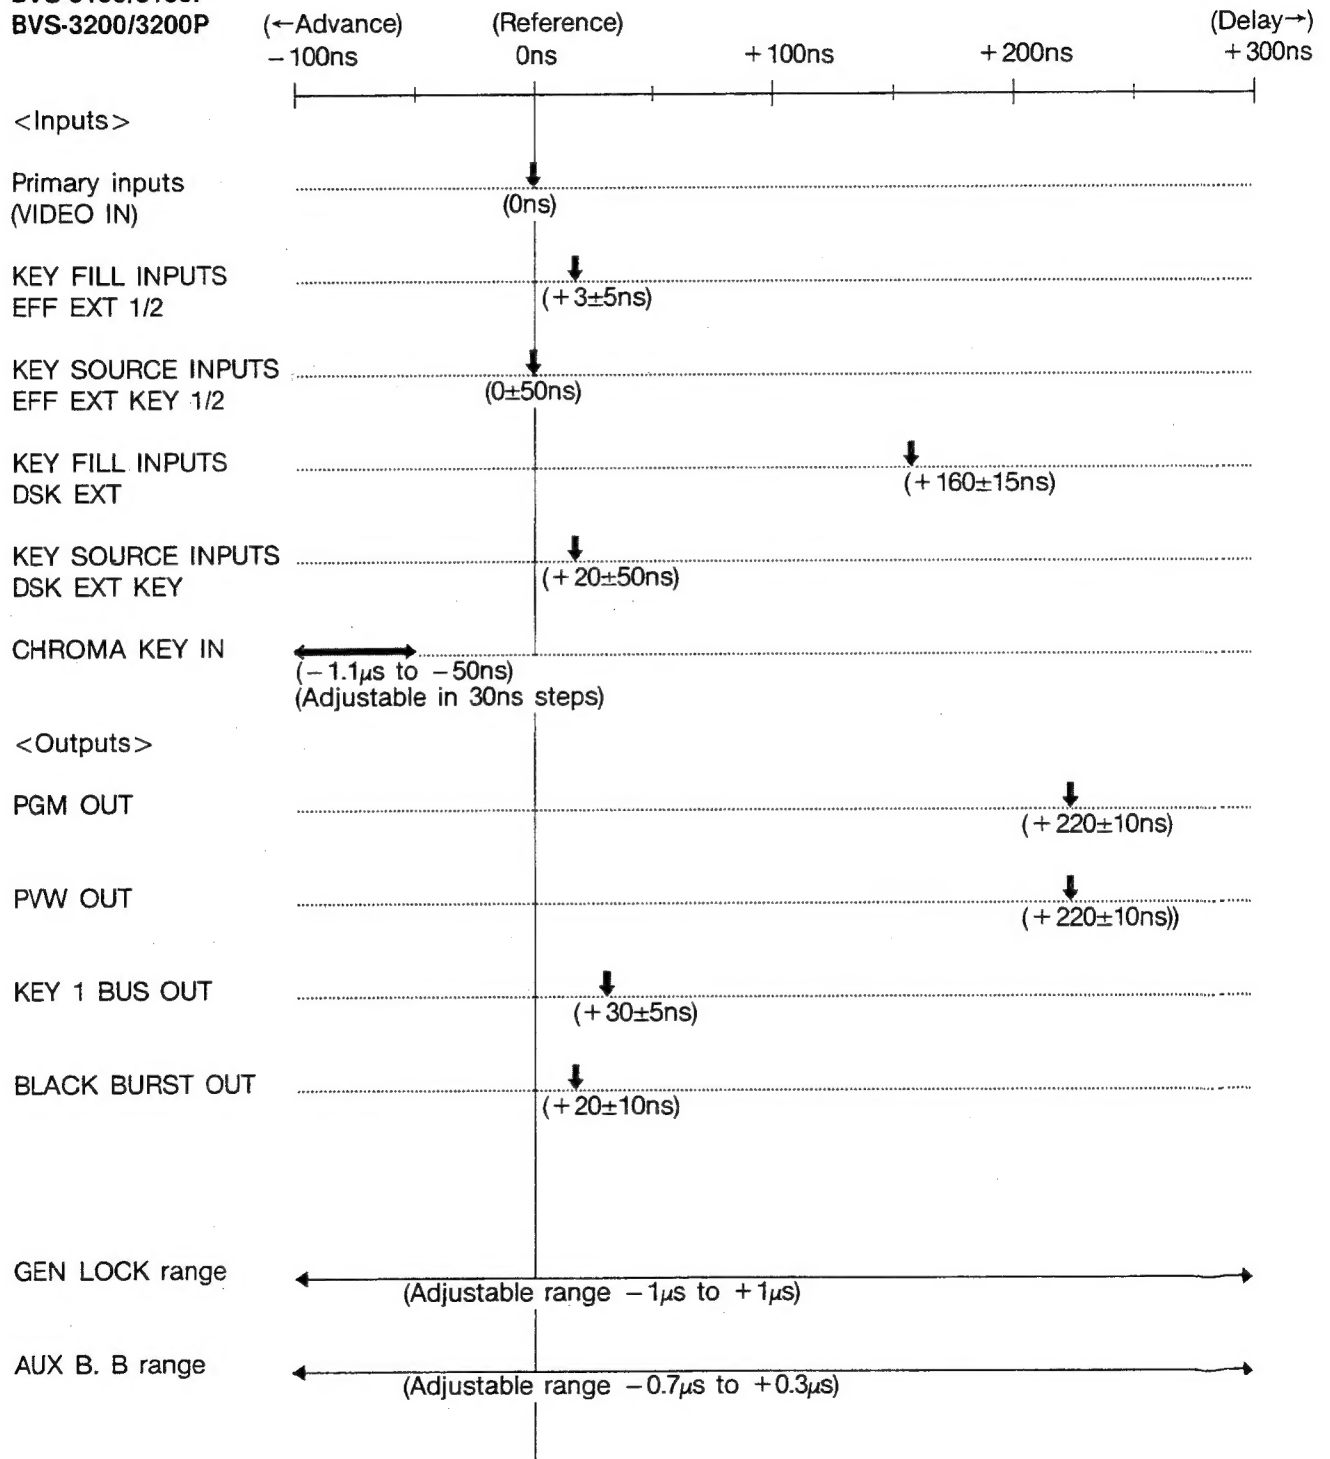 BVS-3200/3200P (←Advance) (Reference) (Delay→)
−100ns 0ns +100ns +200ns +300ns
<Inputs>
Primary inputs
(VIDEO IN)
(0ns)
KEY FILL INPUTS
EFF EXT 1/2
(+3±5ns)
KEY SOURCE INPUTS
EFF EXT KEY 1/2
(0±50ns)
KEY FILL INPUTS
DSK EXT
(+160±15ns)
KEY SOURCE INPUTS
DSK EXT KEY
(+20±50ns)
CHROMA KEY IN
(−1.1μs to −50ns)
(Adjustable in 30ns steps)
<Outputs>
PGM OUT
(+220±10ns)
PVW OUT
(+220±10ns))
KEY 1 BUS OUT
(+30±5ns)
BLACK BURST OUT
(+20±10ns)
GEN LOCK range
(Adjustable range −1μs to +1μs)
AUX B. B range
(Adjustable range −0.7μs to +0.3μs)